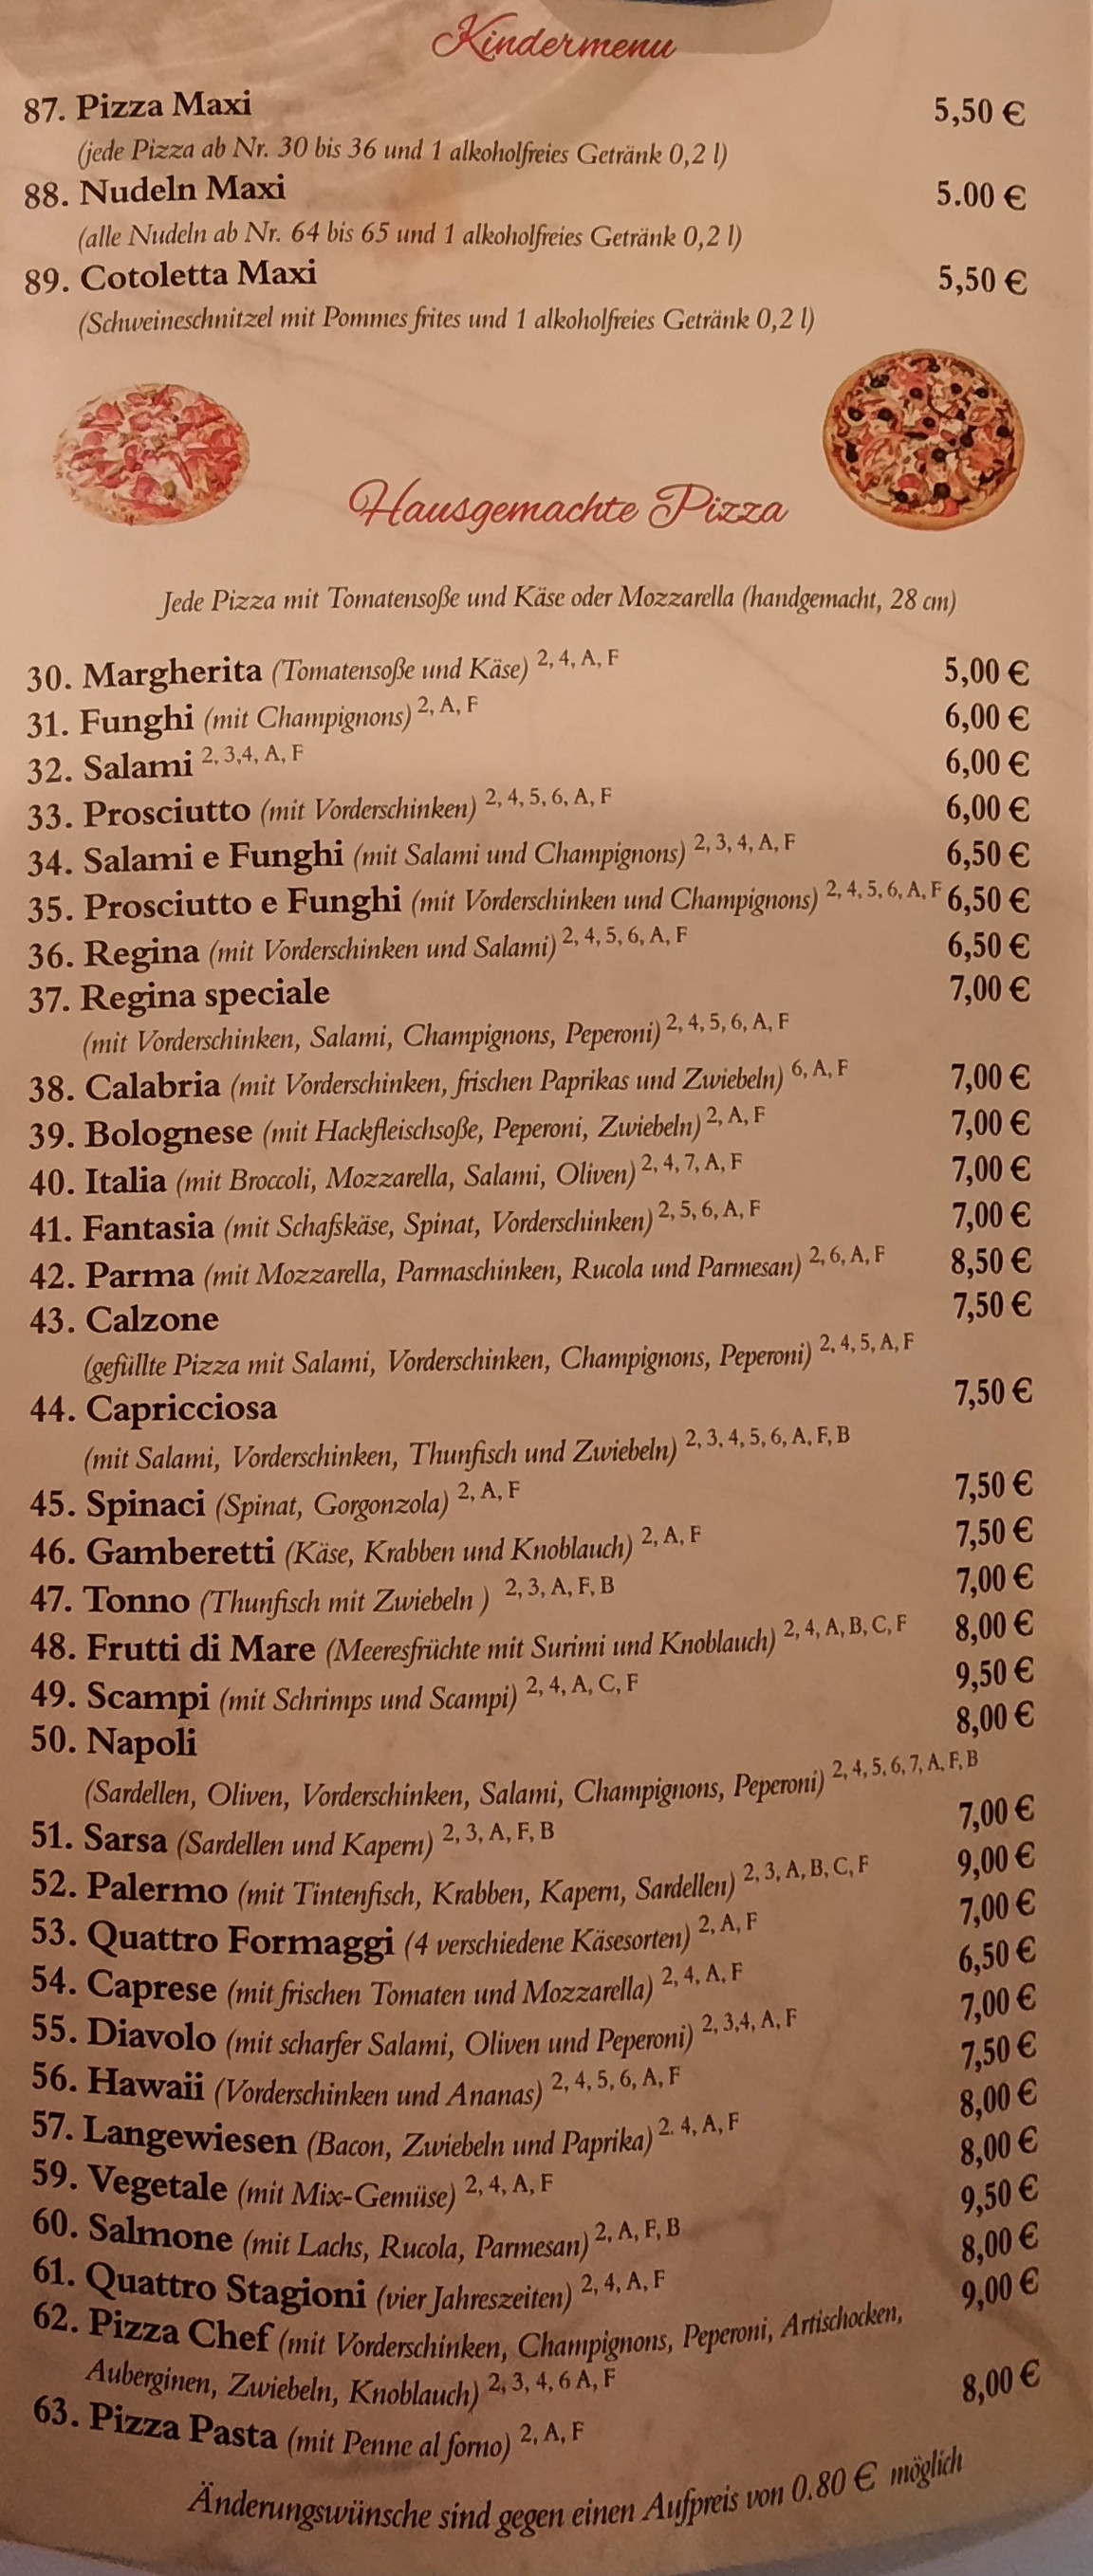 Kindermenu
87. Pizza Maxi 5,50 €
(jede Pizza ab Nr. 30 bis 36 und 1 alkoholfreies Getränk 0,2 l)
88. Nudeln Maxi 5.00 €
(alle Nudeln ab Nr. 64 bis 65 und 1 alkoholfreies Getränk 0,2 l)
89. Cotoletta Maxi 5,50 €
(Schweineschnitzel mit Pommes frites und 1 alkoholfreies Getränk 0,2 l)
Hausgemachte Pizza
Jede Pizza mit Tomatensoße und Käse oder Mozzarella (handgemacht, 28 cm)
30. Margherita (Tomatensoße und Käse) 2, 4, A, F 5,00 €
31. Funghi (mit Champignons) 2, A, F 6,00 €
32. Salami 2, 3,4, A, F 6,00 €
33. Prosciutto (mit Vorderschinken) 2, 4, 5, 6, A, F 6,00 €
34. Salami e Funghi (mit Salami und Champignons) 2, 3, 4, A, F 6,50 €
35. Prosciutto e Funghi (mit Vorderschinken und Champignons) 2, 4, 5, 6, A, F 6,50 €
36. Regina (mit Vorderschinken und Salami) 2, 4, 5, 6, A, F 6,50 €
37. Regina speciale 7,00 €
(mit Vorderschinken, Salami, Champignons, Peperoni) 2, 4, 5, 6, A, F
38. Calabria (mit Vorderschinken, frischen Paprikas und Zwiebeln) 6, A, F 7,00 €
39. Bolognese (mit Hackfleischsoße, Peperoni, Zwiebeln) 2, A, F 7,00 €
40. Italia (mit Broccoli, Mozzarella, Salami, Oliven) 2, 4, 7, A, F 7,00 €
41. Fantasia (mit Schafskäse, Spinat, Vorderschinken) 2, 5, 6, A, F 7,00 €
42. Parma (mit Mozzarella, Parmaschinken, Rucola und Parmesan) 2, 6, A, F 8,50 €
43. Calzone 7,50 €
(gefüllte Pizza mit Salami, Vorderschinken, Champignons, Peperoni) 2, 4, 5, A, F
44. Capricciosa 7,50 €
(mit Salami, Vorderschinken, Thunfisch und Zwiebeln) 2, 3, 4, 5, 6, A, F, B
45. Spinaci (Spinat, Gorgonzola) 2, A, F 7,50 €
46. Gamberetti (Käse, Krabben und Knoblauch) 2, A, F 7,50 €
47. Tonno (Thunfisch mit Zwiebeln ) 2, 3, A, F, B 7,00 €
48. Frutti di Mare (Meeresfrüchte mit Surimi und Knoblauch) 2, 4, A, B, C, F 8,00 €
49. Scampi (mit Schrimps und Scampi) 2, 4, A, C, F 9,50 €
50. Napoli 8,00 €
(Sardellen, Oliven, Vorderschinken, Salami, Champignons, Peperoni) 2, 4, 5, 6, 7, A, F, B
51. Sarsa (Sardellen und Kapern) 2, 3, A, F, B 7,00 €
52. Palermo (mit Tintenfisch, Krabben, Kapern, Sardellen) 2, 3, A, B, C, F 9,00 €
53. Quattro Formaggi (4 verschiedene Käsesorten) 2, A, F 7,00 €
54. Caprese (mit frischen Tomaten und Mozzarella) 2, 4, A, F 6,50 €
55. Diavolo (mit scharfer Salami, Oliven und Peperoni) 2, 3,4, A, F 7,00 €
56. Hawaii (Vorderschinken und Ananas) 2, 4, 5, 6, A, F 7,50 €
57. Langewiesen (Bacon, Zwiebeln und Paprika) 2. 4, A, F 8,00 €
59. Vegetale (mit Mix-Gemüse) 2, 4, A, F 8,00 €
60. Salmone (mit Lachs, Rucola, Parmesan) 2, A, F, B 9,50 €
61. Quattro Stagioni (vier Jahreszeiten) 2, 4, A, F 8,00 €
62. Pizza Chef (mit Vorderschinken, Champignons, Peperoni, Artischocken, 9,00 €
Auberginen, Zwiebeln, Knoblauch) 2, 3, 4, 6 A, F
63. Pizza Pasta (mit Penne al forno) 2, A, F 8,00 €
Änderungswünsche sind gegen einen Aufpreis von 0.80 € möglich